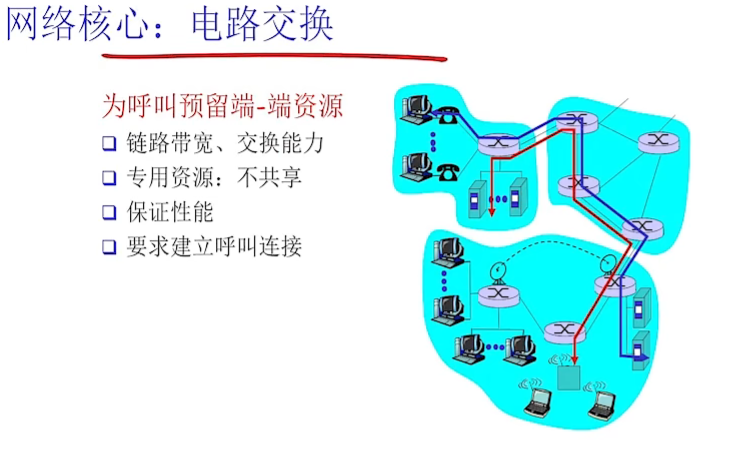 网络核心：电路交换
为呼叫预留端-端资源
链路带宽、交换能力
专用资源：不共享
保证性能
要求建立呼叫连接